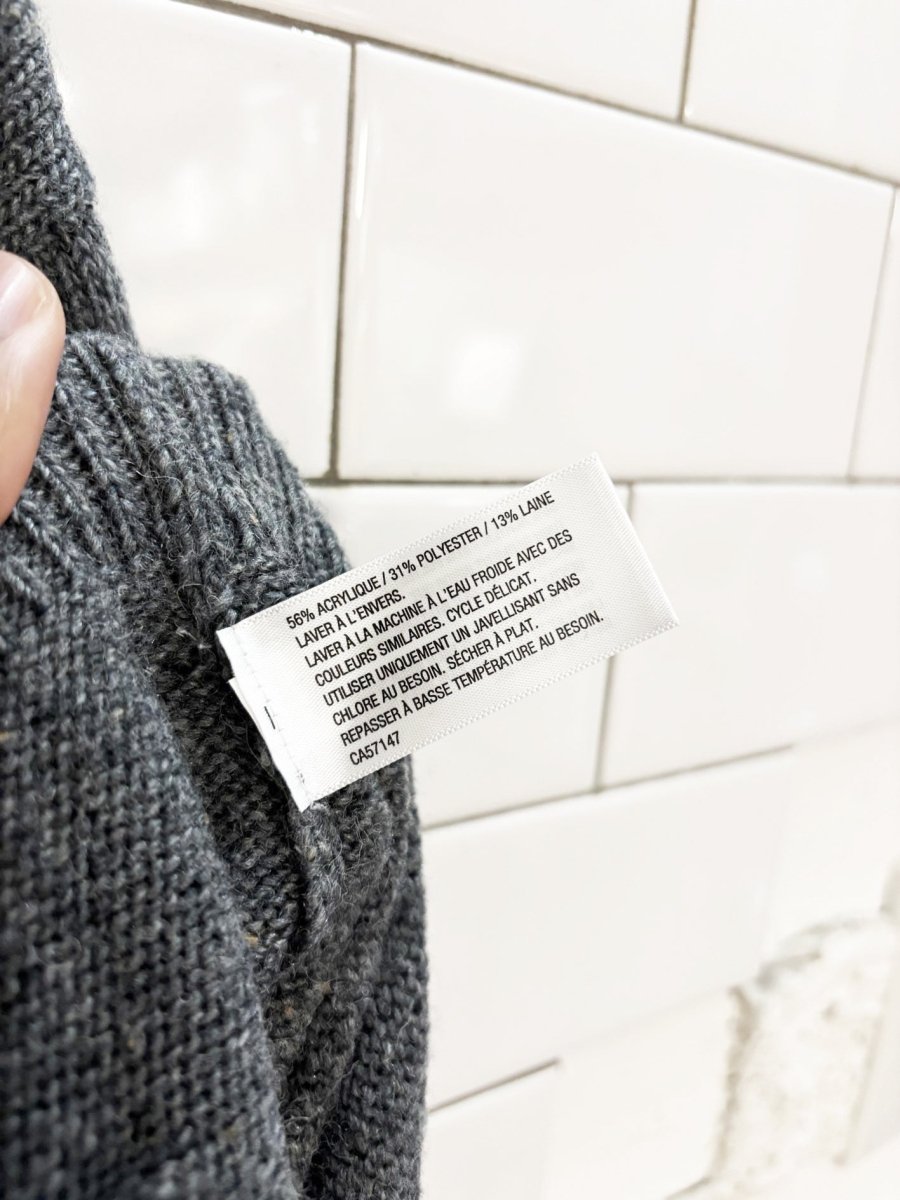 56% ACRYLIQUE / 31% POLYESTER / 13% LAINE
LAVER À L'ENVERS.
LAVER À LA MACHINE À L'EAU FROIDE AVEC DES
COULEURS SIMILAIRES. CYCLE DÉLICAT.
UTILISER UNIQUEMENT UN JAVELLISANT SANS
CHLORE AU BESOIN. SÉCHER À PLAT.
REPASSER À BASSE TEMPÉRATURE AU BESOIN.
CA57147